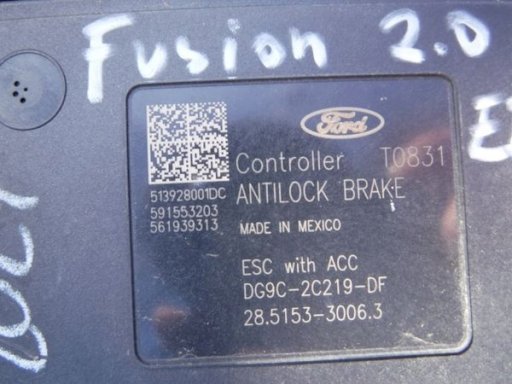 Fusion 2.0
Ford
Controller T0831
ANTILOCK BRAKE
513928001DC
591553203
561939313
MADE IN MEXICO
ESC with ACC
DG9C-2C219-DF
28.5153-3006.3